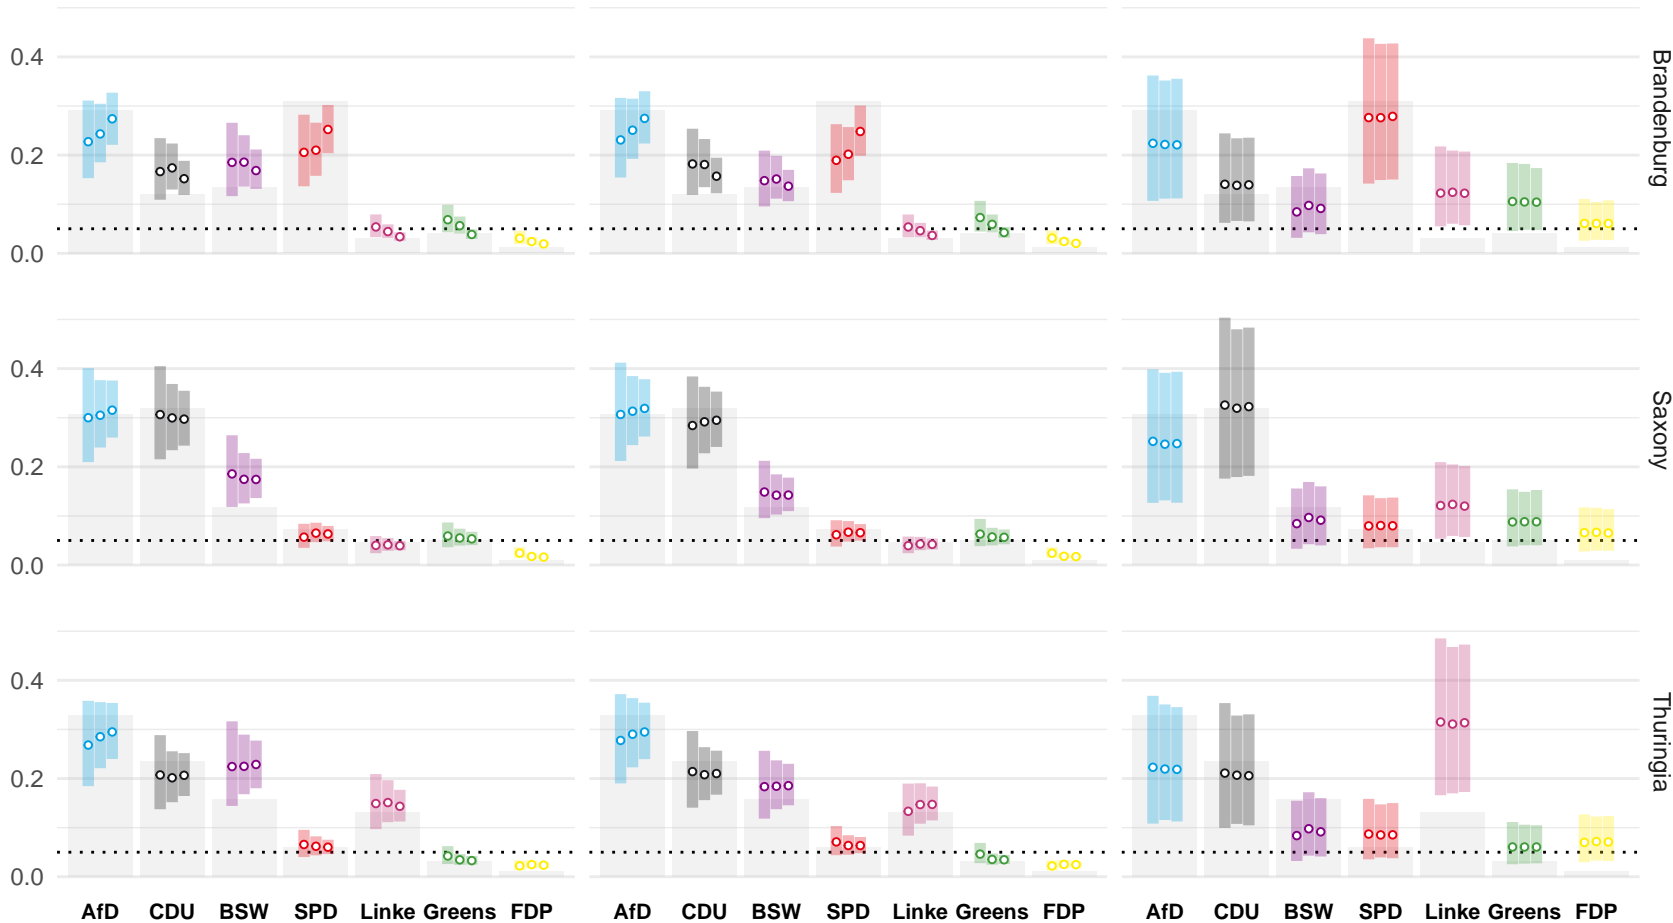 0.4
0.2
0.0
Brandenburg
0.4
0.2
0.0
Saxony
0.4
0.2
0.0
Thuringia
AfD CDU BSW SPD Linke Greens FDP AfD CDU BSW SPD Linke Greens FDP AfD CDU BSW SPD Linke Greens FDP